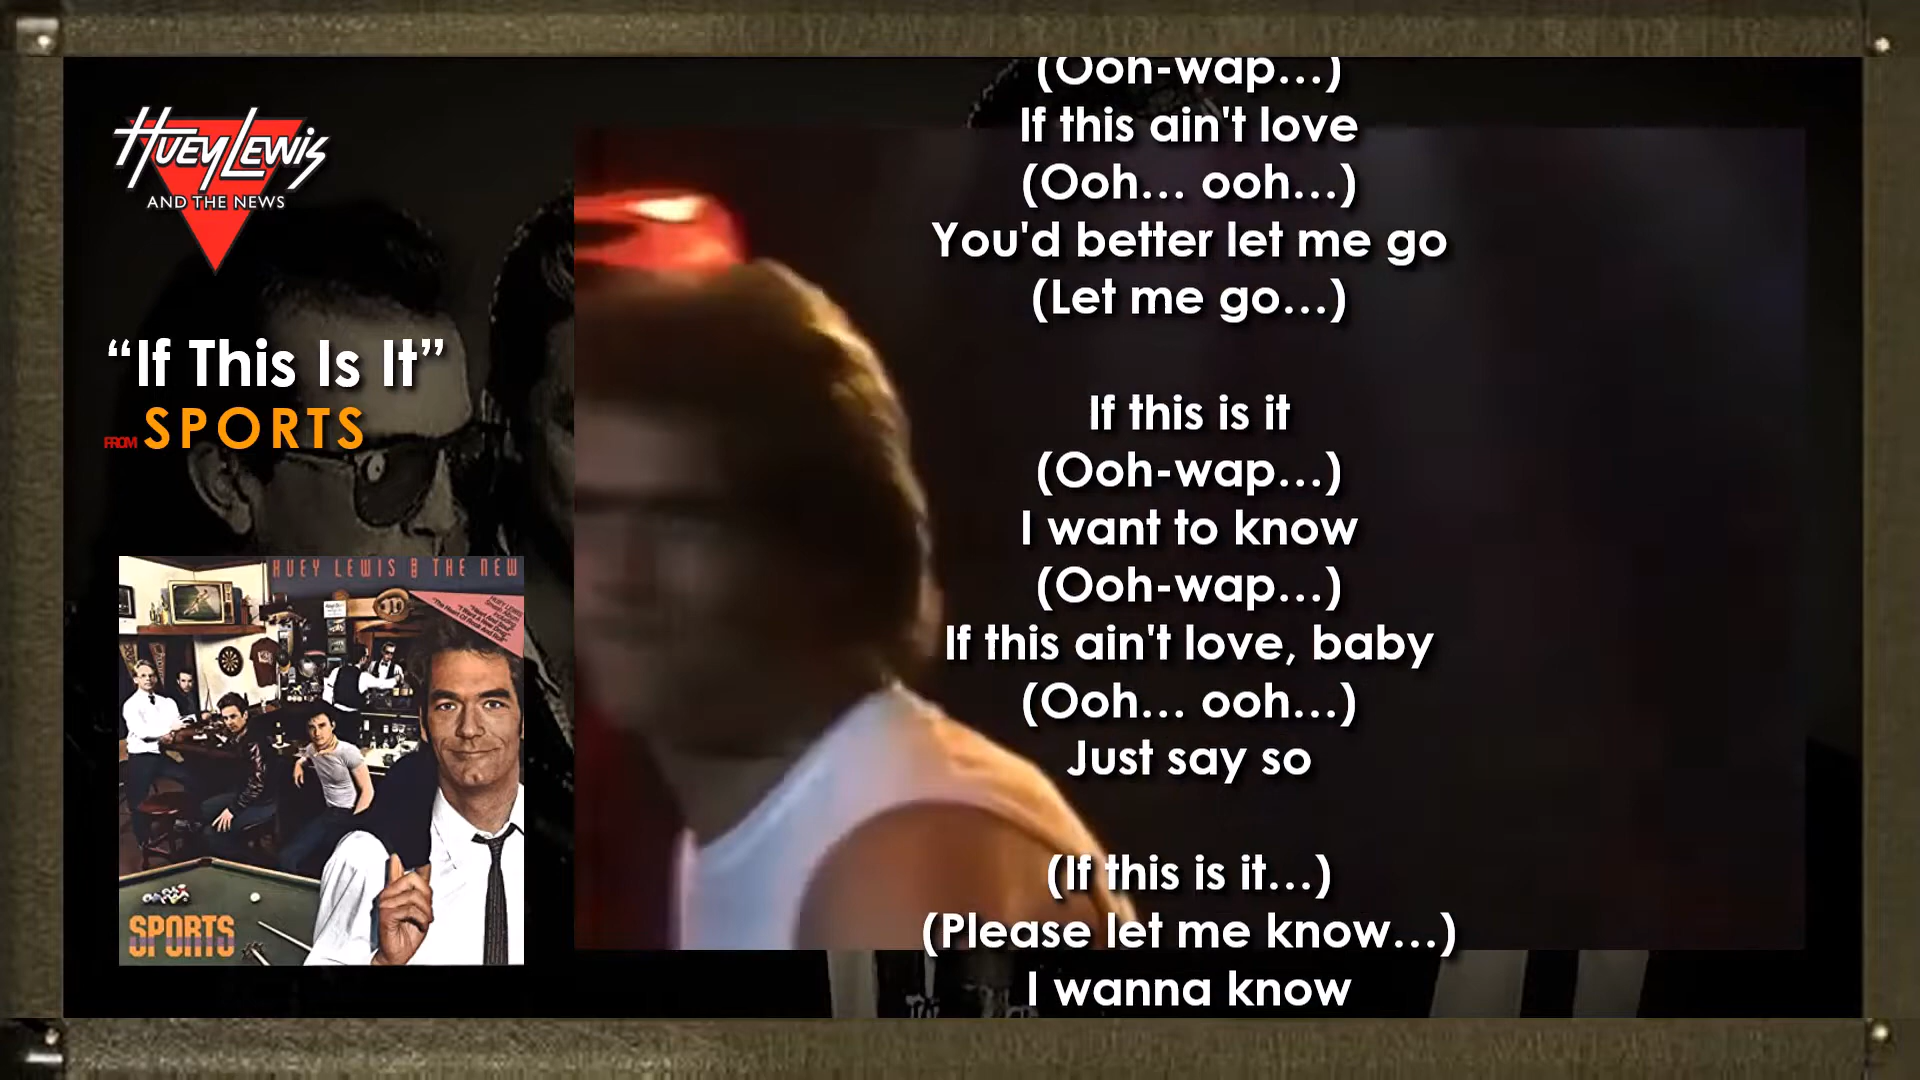 HUEY LEWIS
AND THE NEWS
“If This Is It”
FROM SPORTS
HUEY LEWIS & THE NEW
SPORTS
(Ooh-wap…)
If this ain't love
(Ooh… ooh…)
You'd better let me go
(Let me go…)
If this is it
(Ooh-wap…)
I want to know
(Ooh-wap…)
If this ain't love, baby
(Ooh… ooh…)
Just say so
(If this is it…)
(Please let me know…)
I wanna know